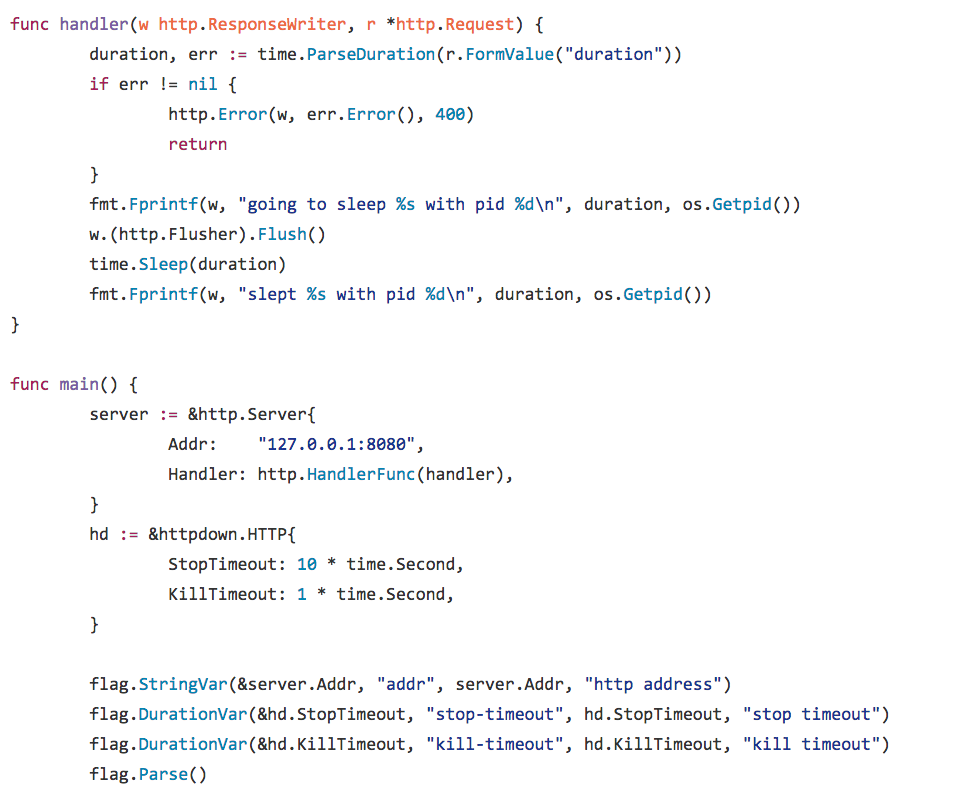 func handler(w http.ResponseWriter, r *http.Request) {
        duration, err := time.ParseDuration(r.FormValue("duration"))
        if err != nil {
                http.Error(w, err.Error(), 400)
                return
        }
        fmt.Fprintf(w, "going to sleep %s with pid %d\n", duration, os.Getpid())
        w.(http.Flusher).Flush()
        time.Sleep(duration)
        fmt.Fprintf(w, "slept %s with pid %d\n", duration, os.Getpid())
}

func main() {
        server := &http.Server{
                Addr:    "127.0.0.1:8080",
                Handler: http.HandlerFunc(handler),
        }
        hd := &httpdown.HTTP{
                StopTimeout: 10 * time.Second,
                KillTimeout: 1 * time.Second,
        }

        flag.StringVar(&server.Addr, "addr", server.Addr, "http address")
        flag.DurationVar(&hd.StopTimeout, "stop-timeout", hd.StopTimeout, "stop timeout")
        flag.DurationVar(&hd.KillTimeout, "kill-timeout", hd.KillTimeout, "kill timeout")
        flag.Parse()